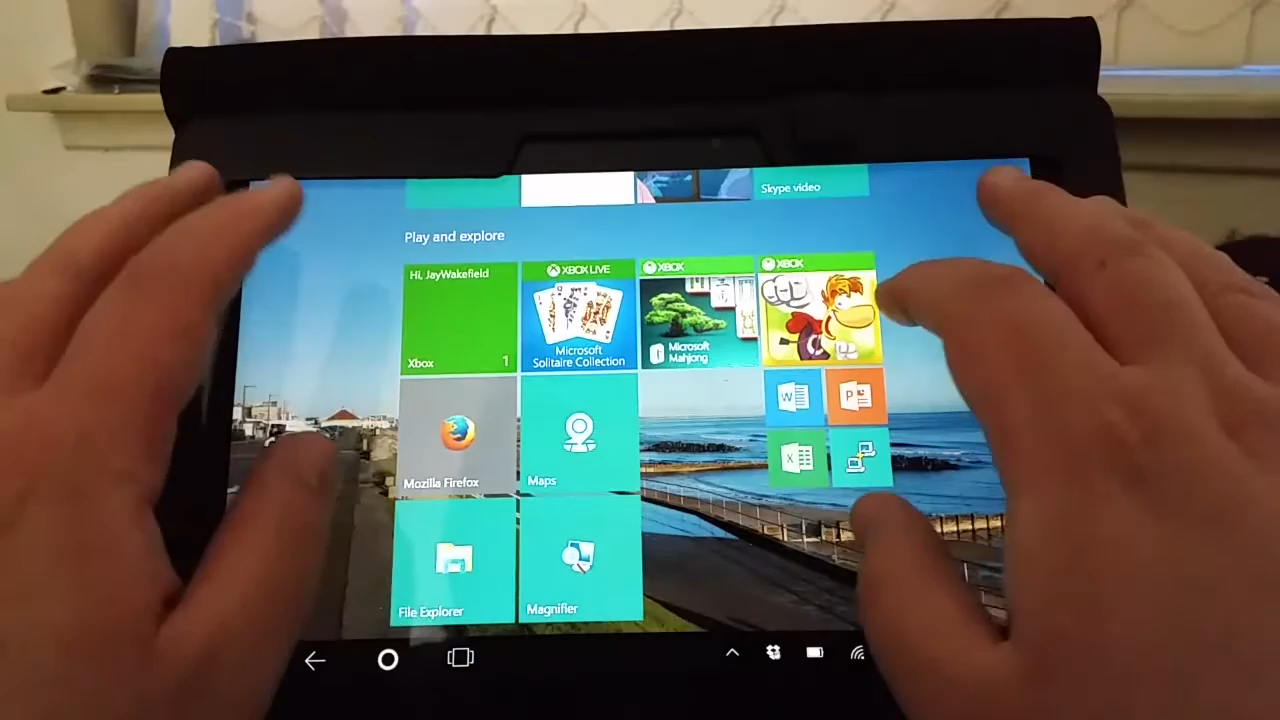 Skype video
Play and explore
Hi, JayWakefield
Xbox
1
XBOX LIVE
Microsoft
Solitaire Collection
XBOX
Microsoft
Mahjong
XBOX
Mozilla Firefox
Maps
W
P
X
File Explorer
Magnifier